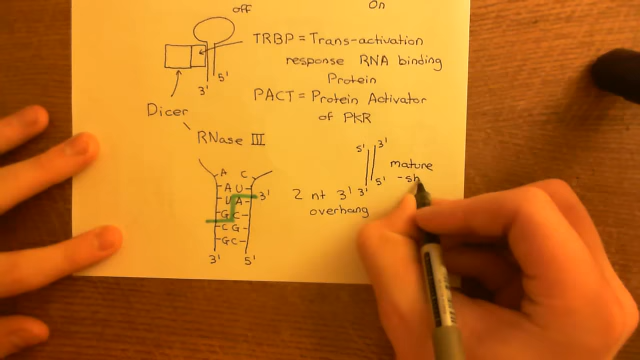 off
On
TRBP = Trans-activation
response RNA binding
Protein
3' 5'
PACT = Protein Activator
of PKR
Dicer
RNase III
5' 3'
mature
- sh
3' 5'
2 nt 3'
overhang
A C
A U
U A 3'
G C
C G
G C
3' 5'